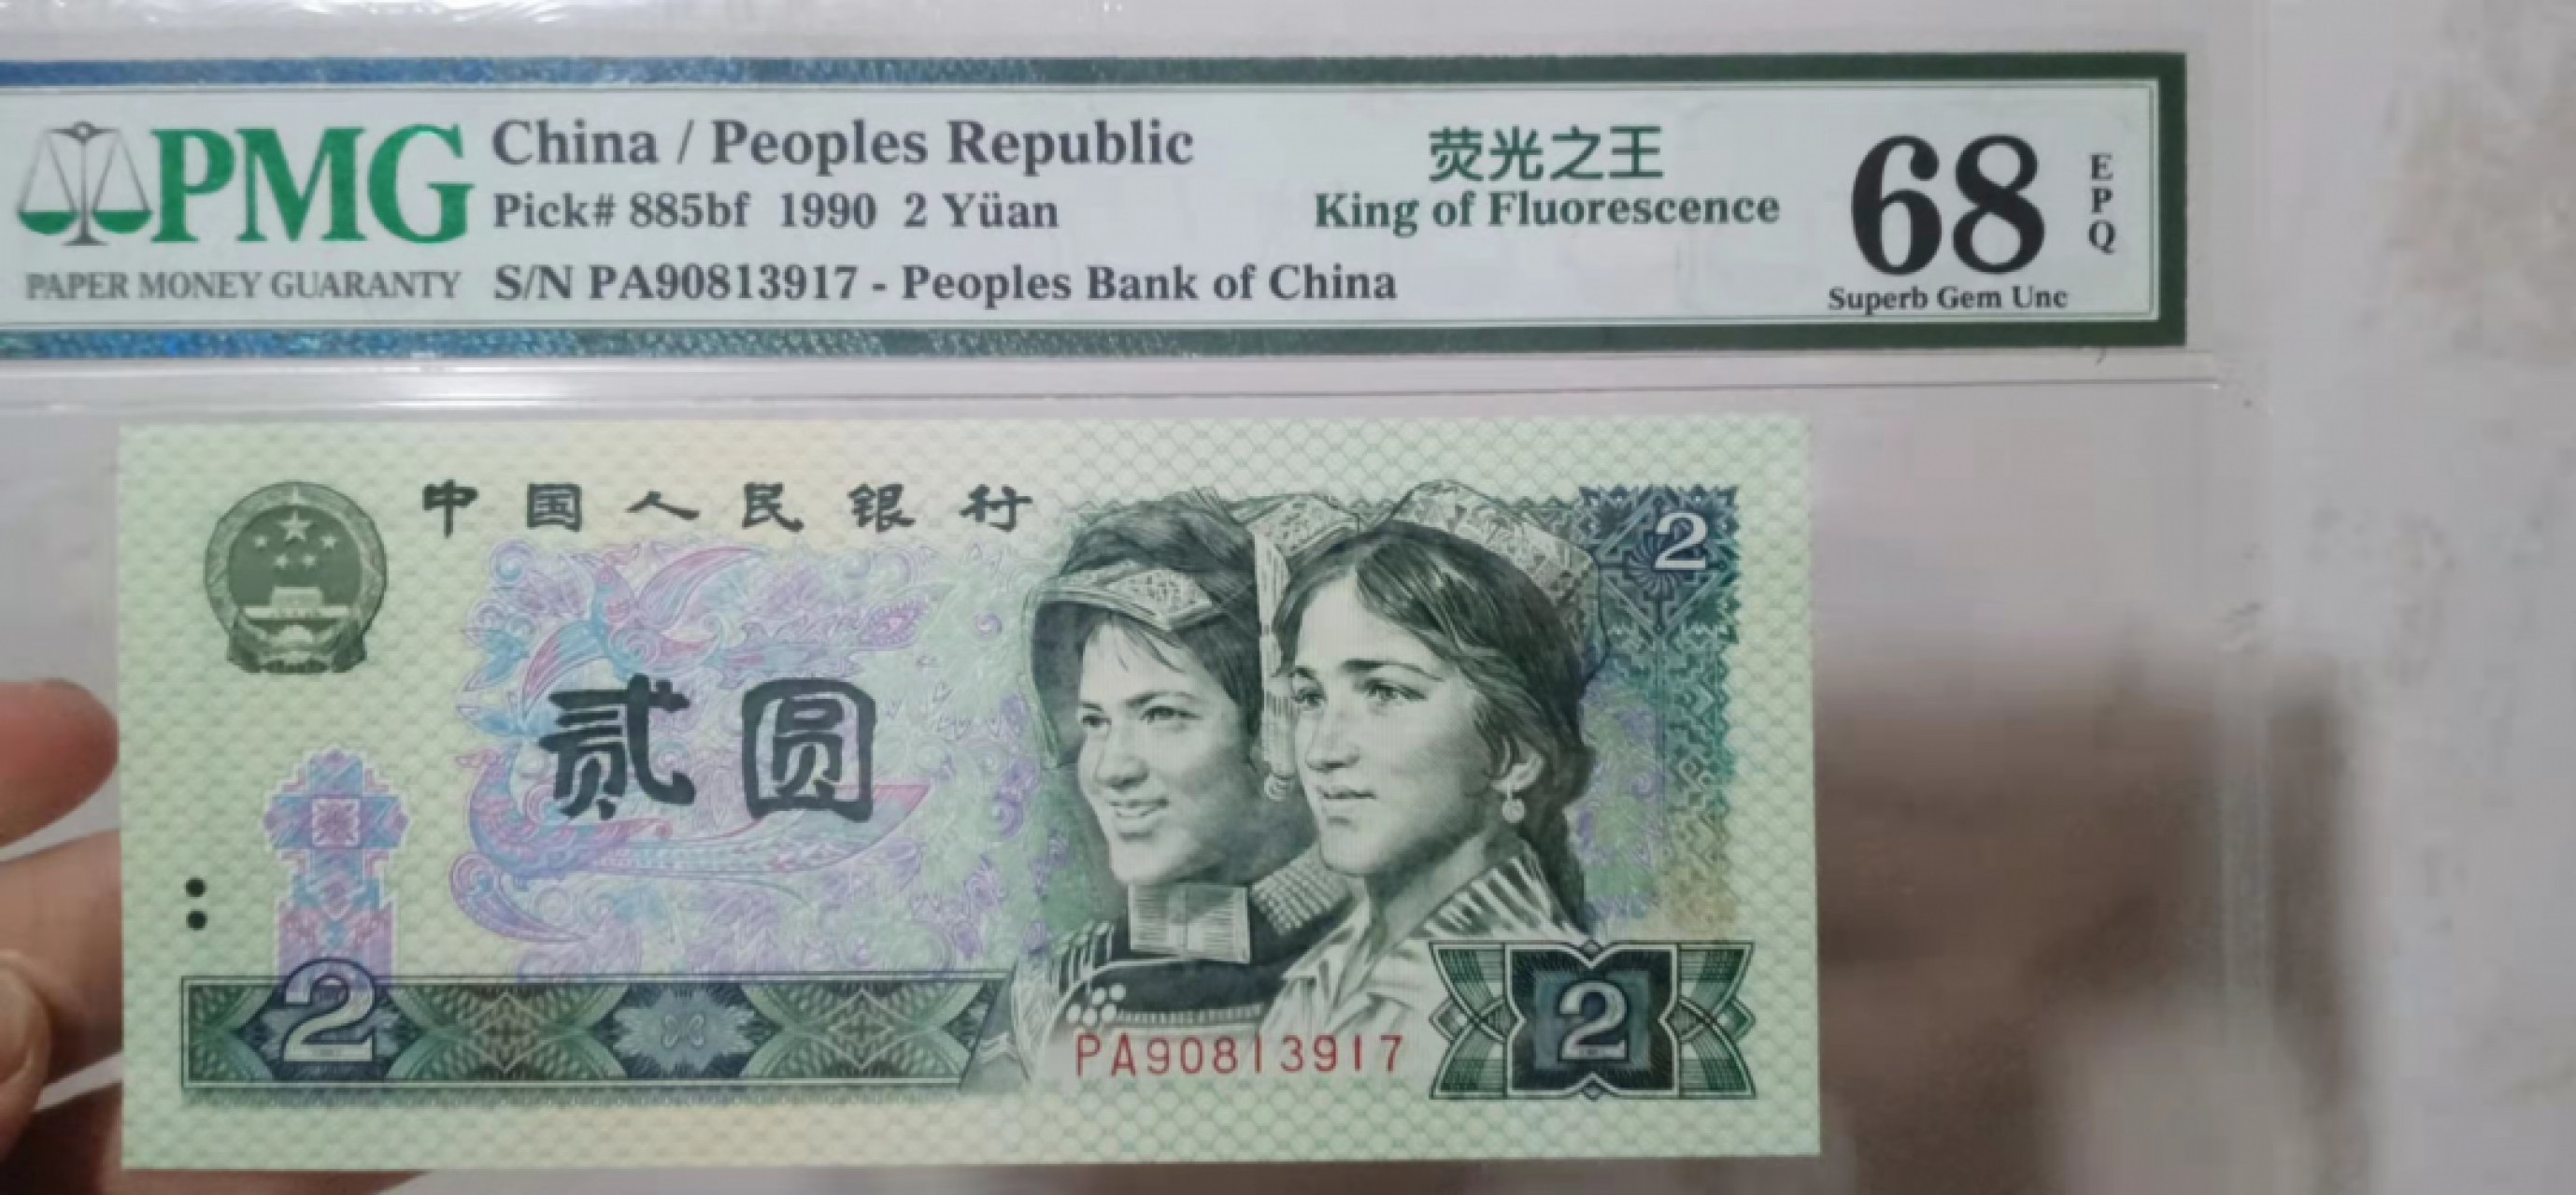 PMG
PAPER MONEY GUARANTY
China / Peoples Republic
Pick# 885bf 1990 2 Yüan
S/N PA90813917 - Peoples Bank of China
荧光之王
King of Fluorescence
68
EPQ
Superb Gem Unc
中国人民银行
2
贰圆
2
PA90813917
2